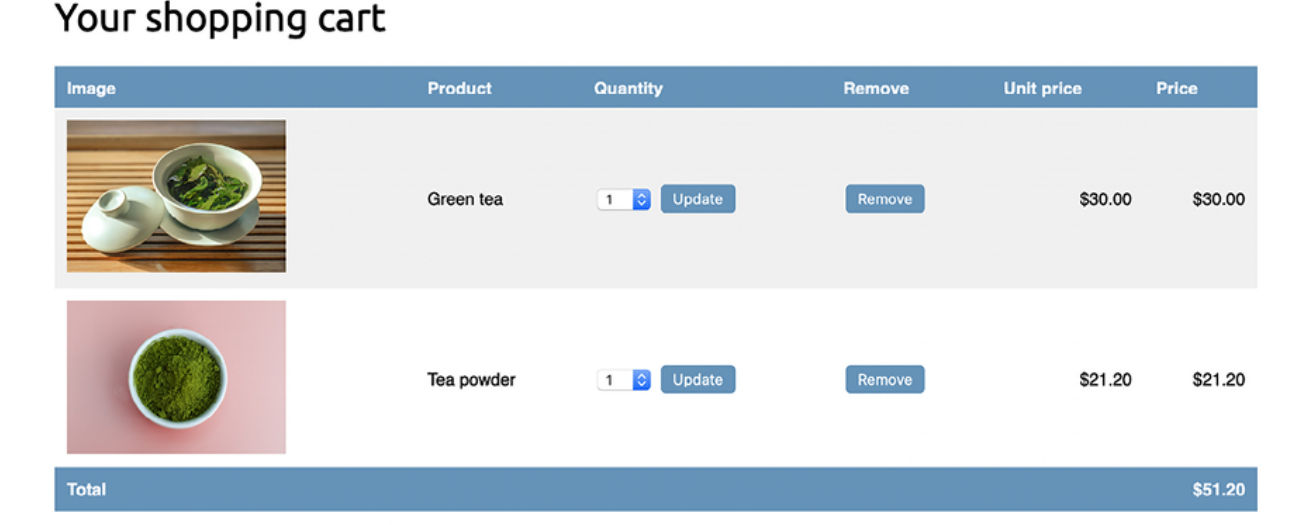 Your shopping cart
Image Product Quantity Remove Unit price Price
Green tea 1 Update Remove $30.00 $30.00
Tea powder 1 Update Remove $21.20 $21.20
Total $51.20